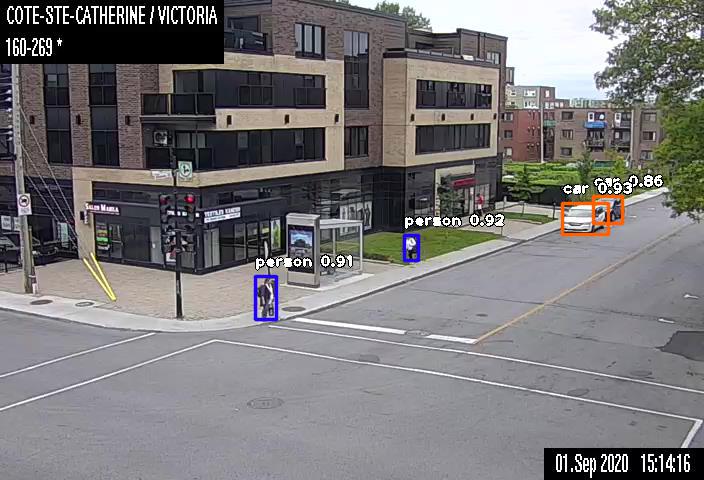 COTE-STE-CATHERINE / VICTORIA
160-269 *
car 0.93
car 0.86
person 0.92
person 0.91
01.Sep 2020 15:14:16